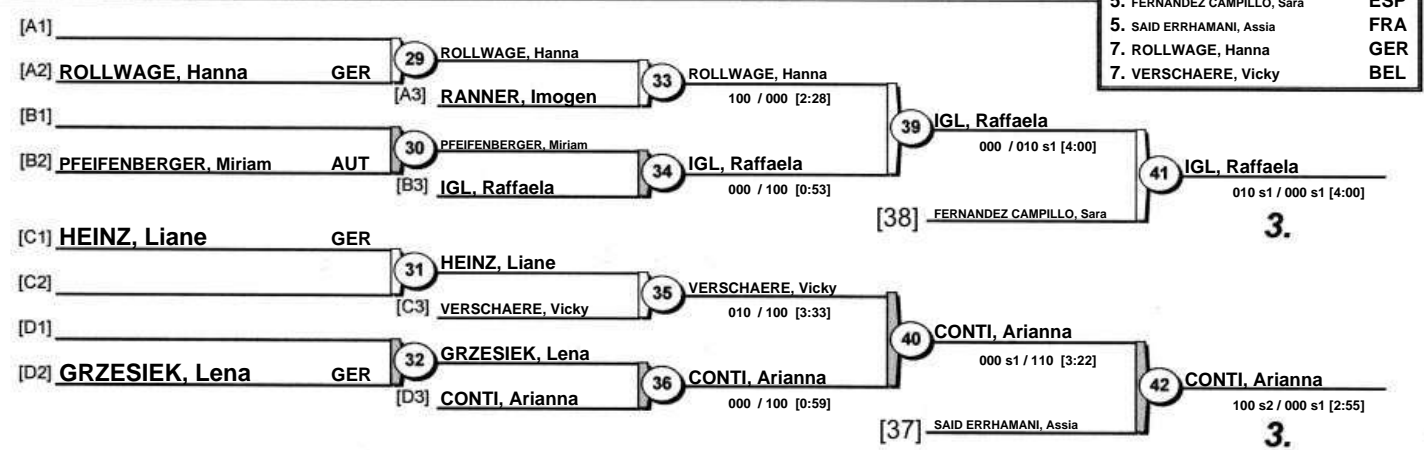 5. FERNANDEZ CAMPILLO, Sara ESP
5. SAID ERRHAMANI, Assia FRA
7. ROLLWAGE, Hanna GER
7. VERSCHAERE, Vicky BEL
[A1]
[A2] ROLLWAGE, Hanna GER
29
ROLLWAGE, Hanna
[A3] RANNER, Imogen
33
ROLLWAGE, Hanna
100 / 000 [2:28]
[B1]
[B2] PFEIFENBERGER, Miriam AUT
30
PFEIFENBERGER, Miriam
[B3] IGL, Raffaela
34
IGL, Raffaela
000 / 100 [0:53]
39
IGL, Raffaela
000 / 010 s1 [4:00]
[38] FERNANDEZ CAMPILLO, Sara
41
IGL, Raffaela
010 s1 / 000 s1 [4:00]
3.
[C1] HEINZ, Liane GER
[C2]
31
HEINZ, Liane
[C3] VERSCHAERE, Vicky
35
VERSCHAERE, Vicky
010 / 100 [3:33]
[D1]
[D2] GRZESIEK, Lena GER
32
GRZESIEK, Lena
[D3] CONTI, Arianna
36
CONTI, Arianna
000 / 100 [0:59]
40
CONTI, Arianna
000 s1 / 110 [3:22]
[37] SAID ERRHAMANI, Assia
42
CONTI, Arianna
100 s2 / 000 s1 [2:55]
3.